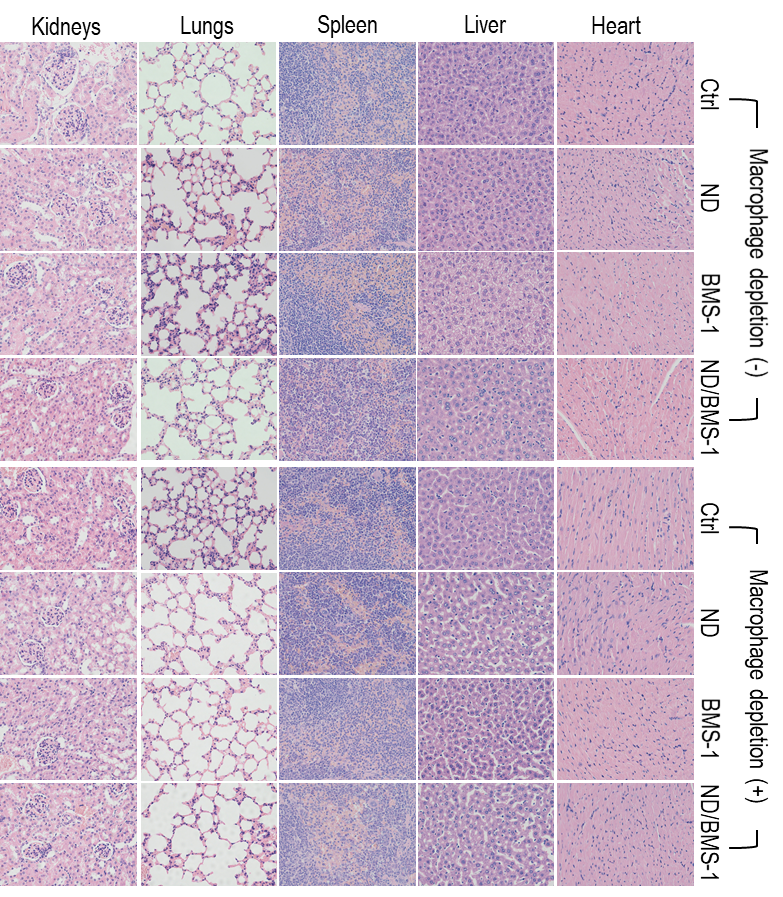 Kidneys Lungs Spleen Liver Heart
Ctrl
ND
BMS-1
ND/BMS-1
Macrophage depletion (-)
Ctrl
ND
BMS-1
ND/BMS-1
Macrophage depletion (+)